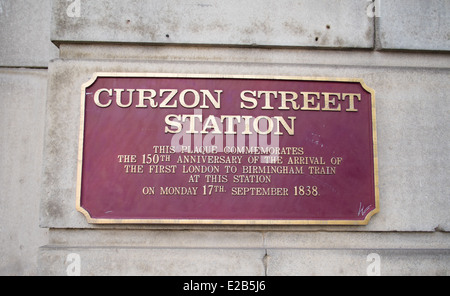 CURZON STREET
STATION
THIS PLAQUE COMMEMORATES
THE 150TH ANNIVERSARY OF THE ARRIVAL OF
THE FIRST LONDON TO BIRMINGHAM TRAIN
AT THIS STATION
ON MONDAY 17TH. SEPTEMBER 1838.
alamy